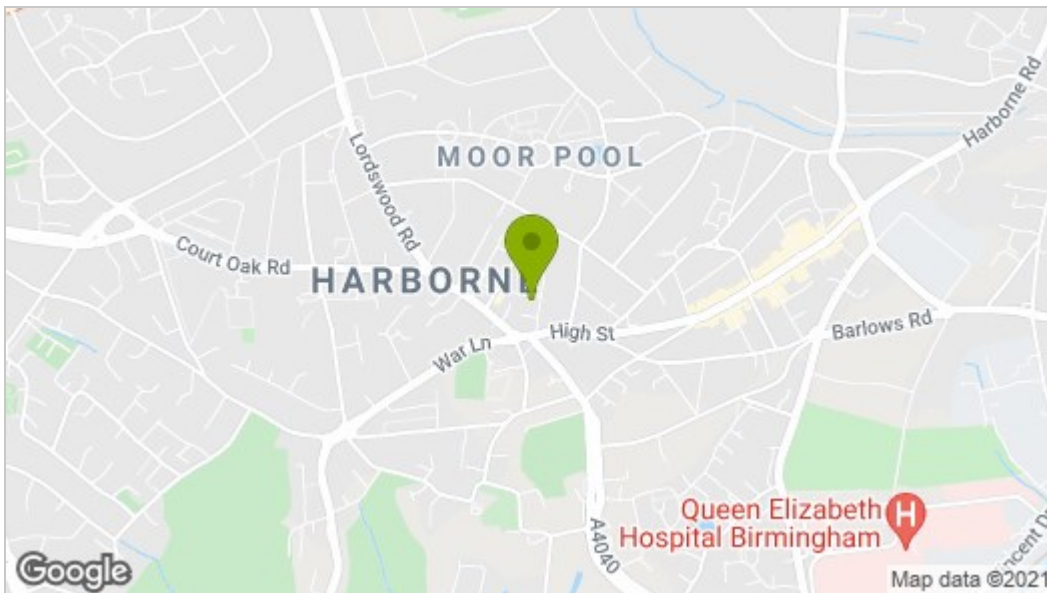 Harborne Rd
MOOR POOL
Lordswood Rd
Court Oak Rd
HARBORNE
High St
War Ln
Barlows Rd
Queen Elizabeth
Hospital Birmingham
H
A4040
Google
Map data ©2021